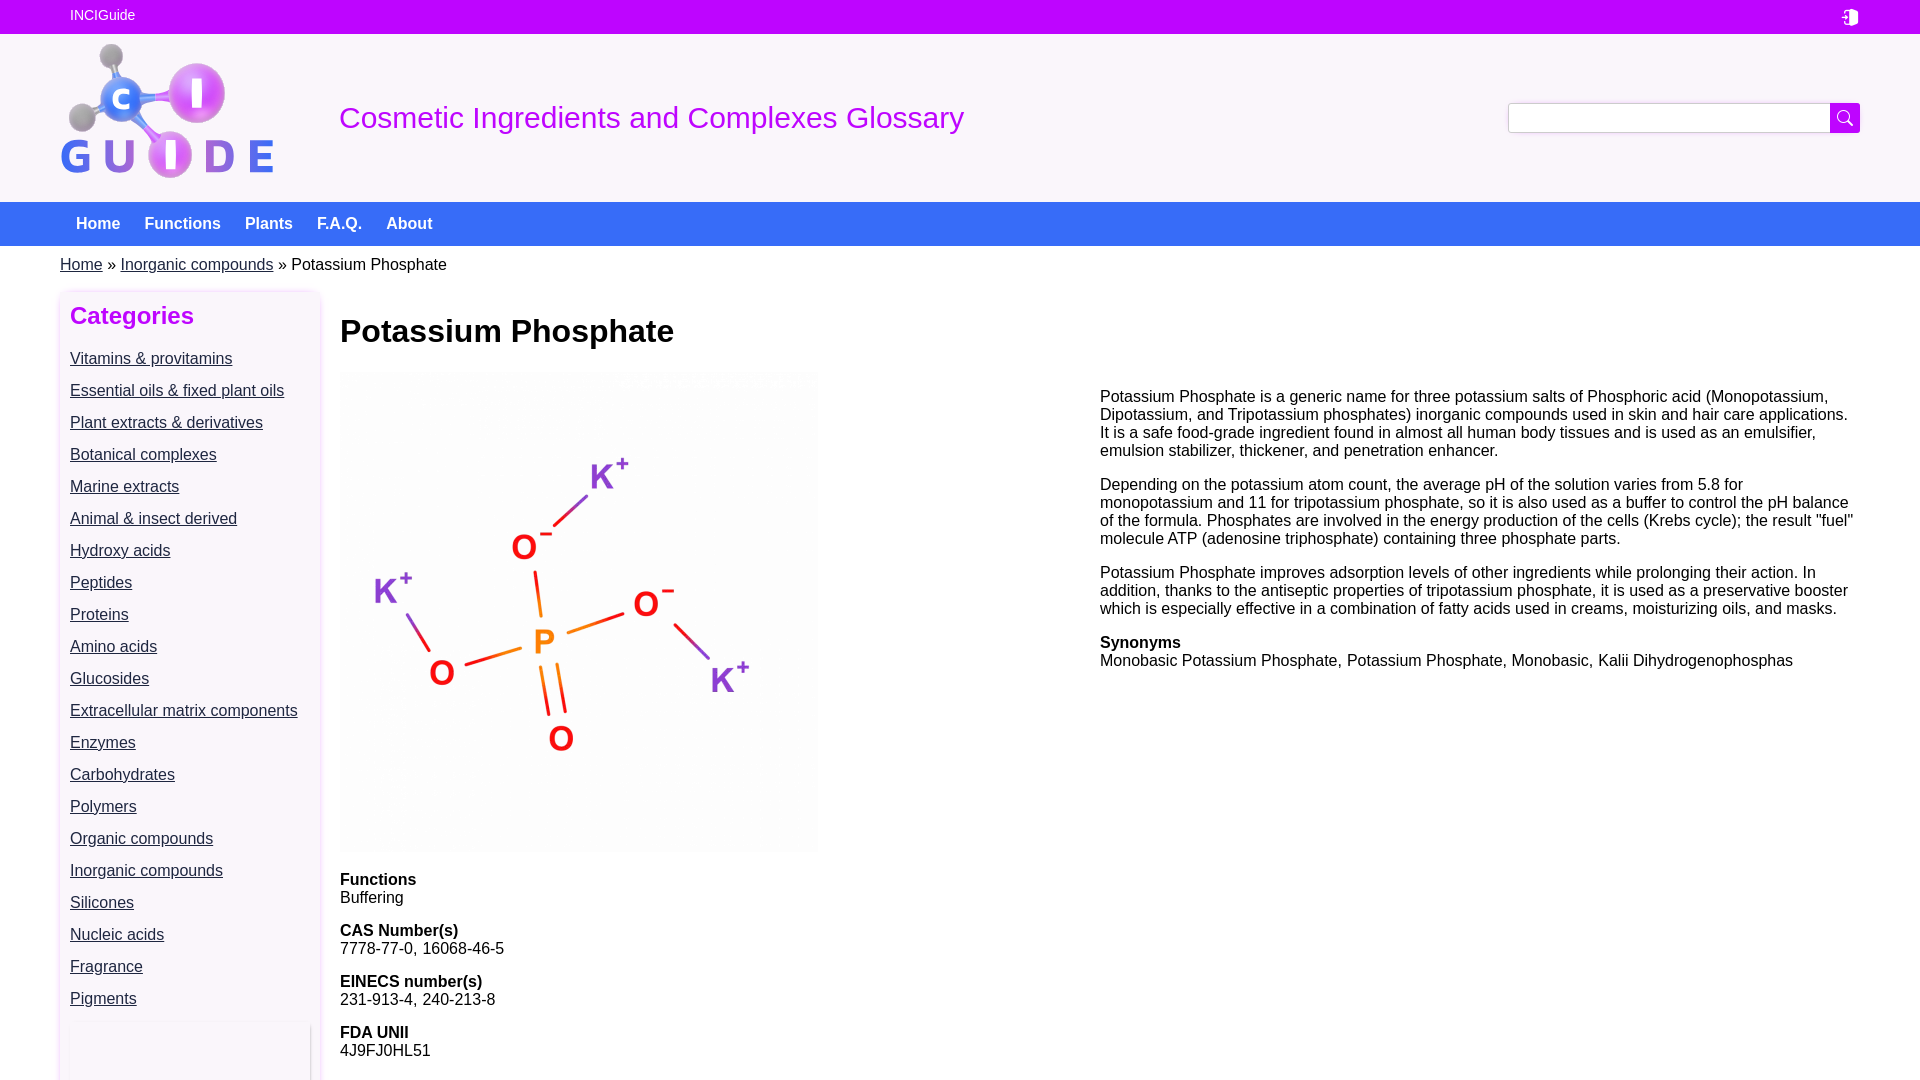 INCIGuide
C I
GUIDE
Cosmetic Ingredients and Complexes Glossary
Home Functions Plants F.A.Q. About
Home » Inorganic compounds » Potassium Phosphate
Categories
Vitamins & provitamins
Essential oils & fixed plant oils
Plant extracts & derivatives
Botanical complexes
Marine extracts
Animal & insect derived
Hydroxy acids
Peptides
Proteins
Amino acids
Glucosides
Extracellular matrix components
Enzymes
Carbohydrates
Polymers
Organic compounds
Inorganic compounds
Silicones
Nucleic acids
Fragrance
Pigments
Potassium Phosphate
K+
O−
K+
O−
P
O
K+
O
Functions
Buffering
CAS Number(s)
7778-77-0, 16068-46-5
EINECS number(s)
231-913-4, 240-213-8
FDA UNII
4J9FJ0HL51
Potassium Phosphate is a generic name for three potassium salts of Phosphoric acid (Monopotassium,
Dipotassium, and Tripotassium phosphates) inorganic compounds used in skin and hair care applications.
It is a safe food-grade ingredient found in almost all human body tissues and is used as an emulsifier,
emulsion stabilizer, thickener, and penetration enhancer.
Depending on the potassium atom count, the average pH of the solution varies from 5.8 for
monopotassium and 11 for tripotassium phosphate, so it is also used as a buffer to control the pH balance
of the formula. Phosphates are involved in the energy production of the cells (Krebs cycle); the result "fuel"
molecule ATP (adenosine triphosphate) containing three phosphate parts.
Potassium Phosphate improves adsorption levels of other ingredients while prolonging their action. In
addition, thanks to the antiseptic properties of tripotassium phosphate, it is used as a preservative booster
which is especially effective in a combination of fatty acids used in creams, moisturizing oils, and masks.
Synonyms
Monobasic Potassium Phosphate, Potassium Phosphate, Monobasic, Kalii Dihydrogenophosphas